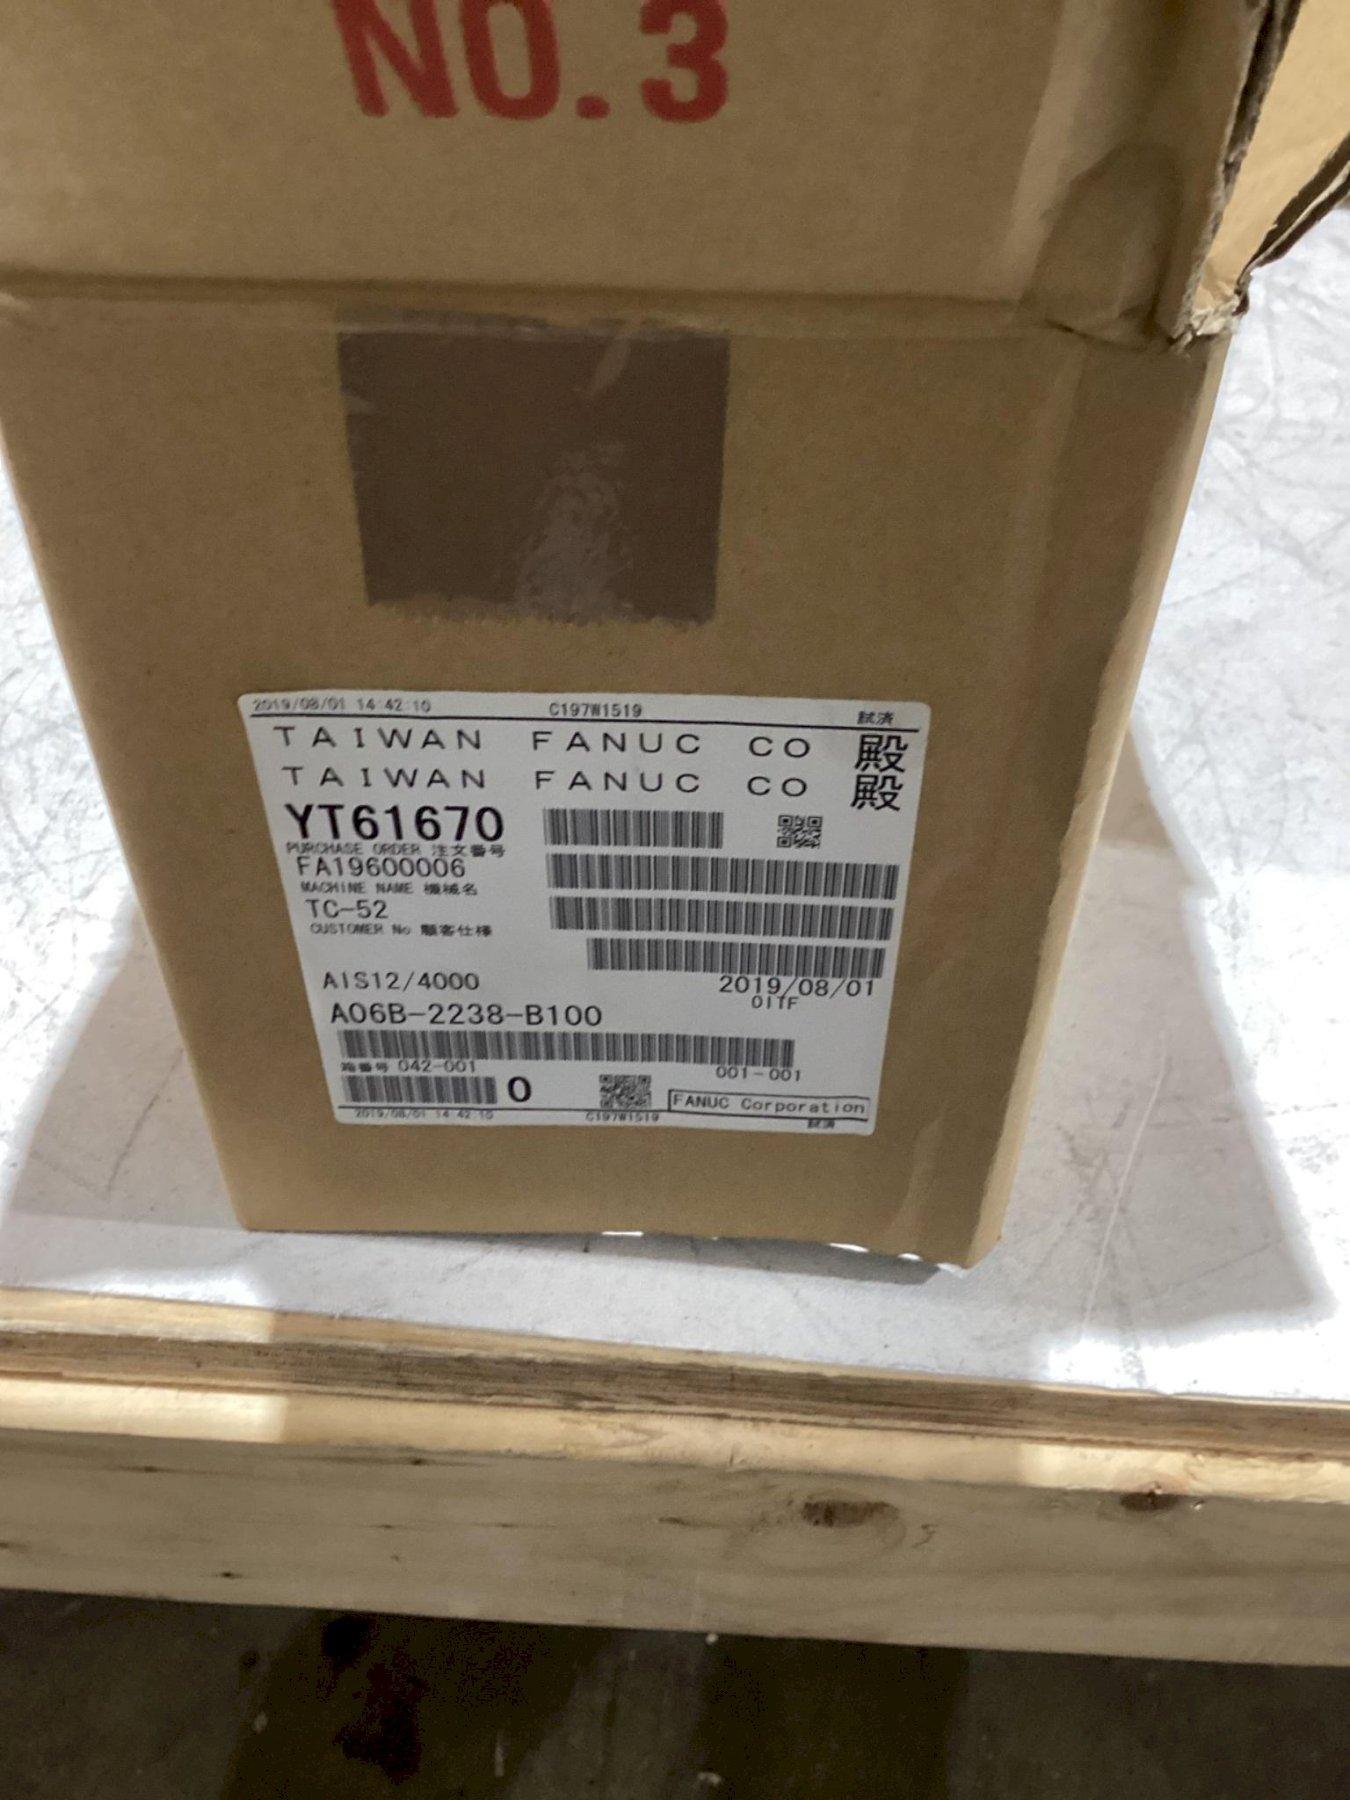 NO.3
2019/08/01 14:42:10 C197W1519 試済
TAIWAN FANUC CO 殿
TAIWAN FANUC CO 殿
YT61670
PURCHASE ORDER 注文番号
FA19600006
MACHINE NAME 機械名
TC-52
CUSTOMER No 顧客仕様
AIS12/4000 2019/08/01
OITF
A06B-2238-B100
箱番号 042-001 001-001
0 FANUC Corporation
2019/08/01 14:42:10 C197W1519 試済